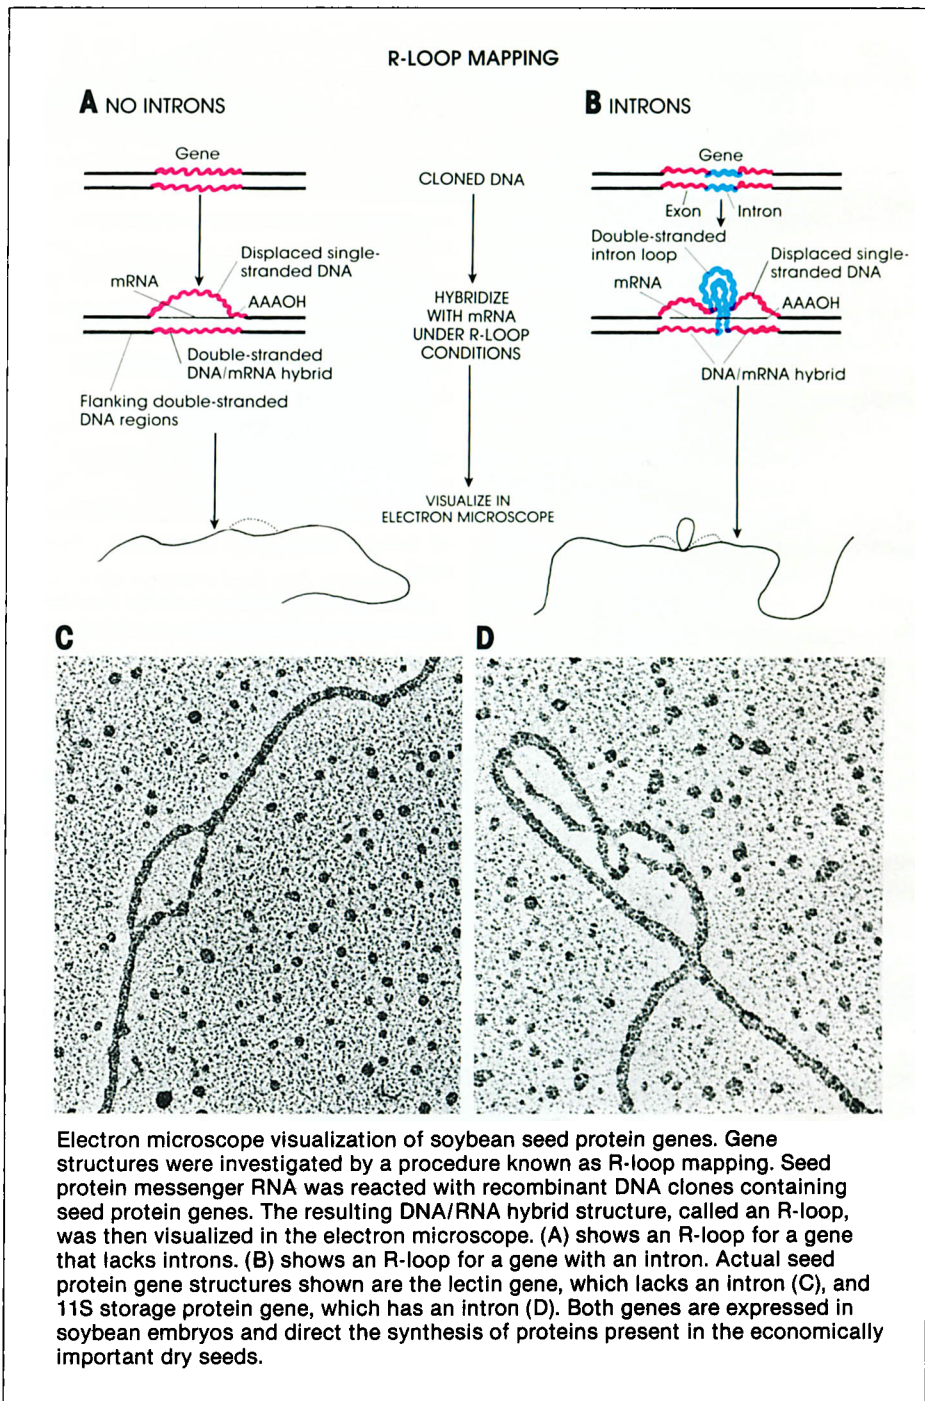 R-LOOP MAPPING
A NO INTRONS
Gene
mRNA
Displaced single-
stranded DNA
AAAOH
Double-stranded
DNA/mRNA hybrid
Flanking double-stranded
DNA regions
CLONED DNA
HYBRIDIZE
WITH mRNA
UNDER R-LOOP
CONDITIONS
VISUALIZE IN
ELECTRON MICROSCOPE
B INTRONS
Gene
Exon
Intron
Double-stranded
intron loop
mRNA
Displaced single-
stranded DNA
AAAOH
DNA/mRNA hybrid
C
D
Electron microscope visualization of soybean seed protein genes. Gene
structures were investigated by a procedure known as R-loop mapping. Seed
protein messenger RNA was reacted with recombinant DNA clones containing
seed protein genes. The resulting DNA/RNA hybrid structure, called an R-loop,
was then visualized in the electron microscope. (A) shows an R-loop for a gene
that lacks introns. (B) shows an R-loop for a gene with an intron. Actual seed
protein gene structures shown are the lectin gene, which lacks an intron (C), and
11S storage protein gene, which has an intron (D). Both genes are expressed in
soybean embryos and direct the synthesis of proteins present in the economically
important dry seeds.